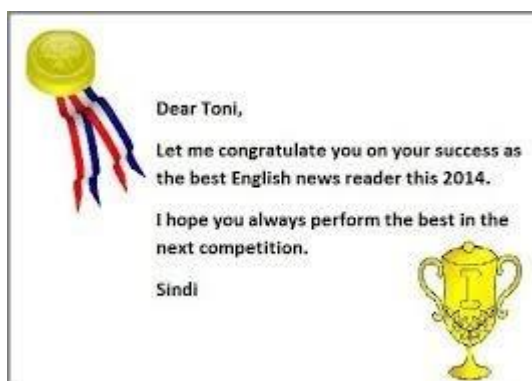 Dear Toni,
Let me congratulate you on your success as
the best English news reader this 2014.
I hope you always perform the best in the
next competition.
Sindi
I